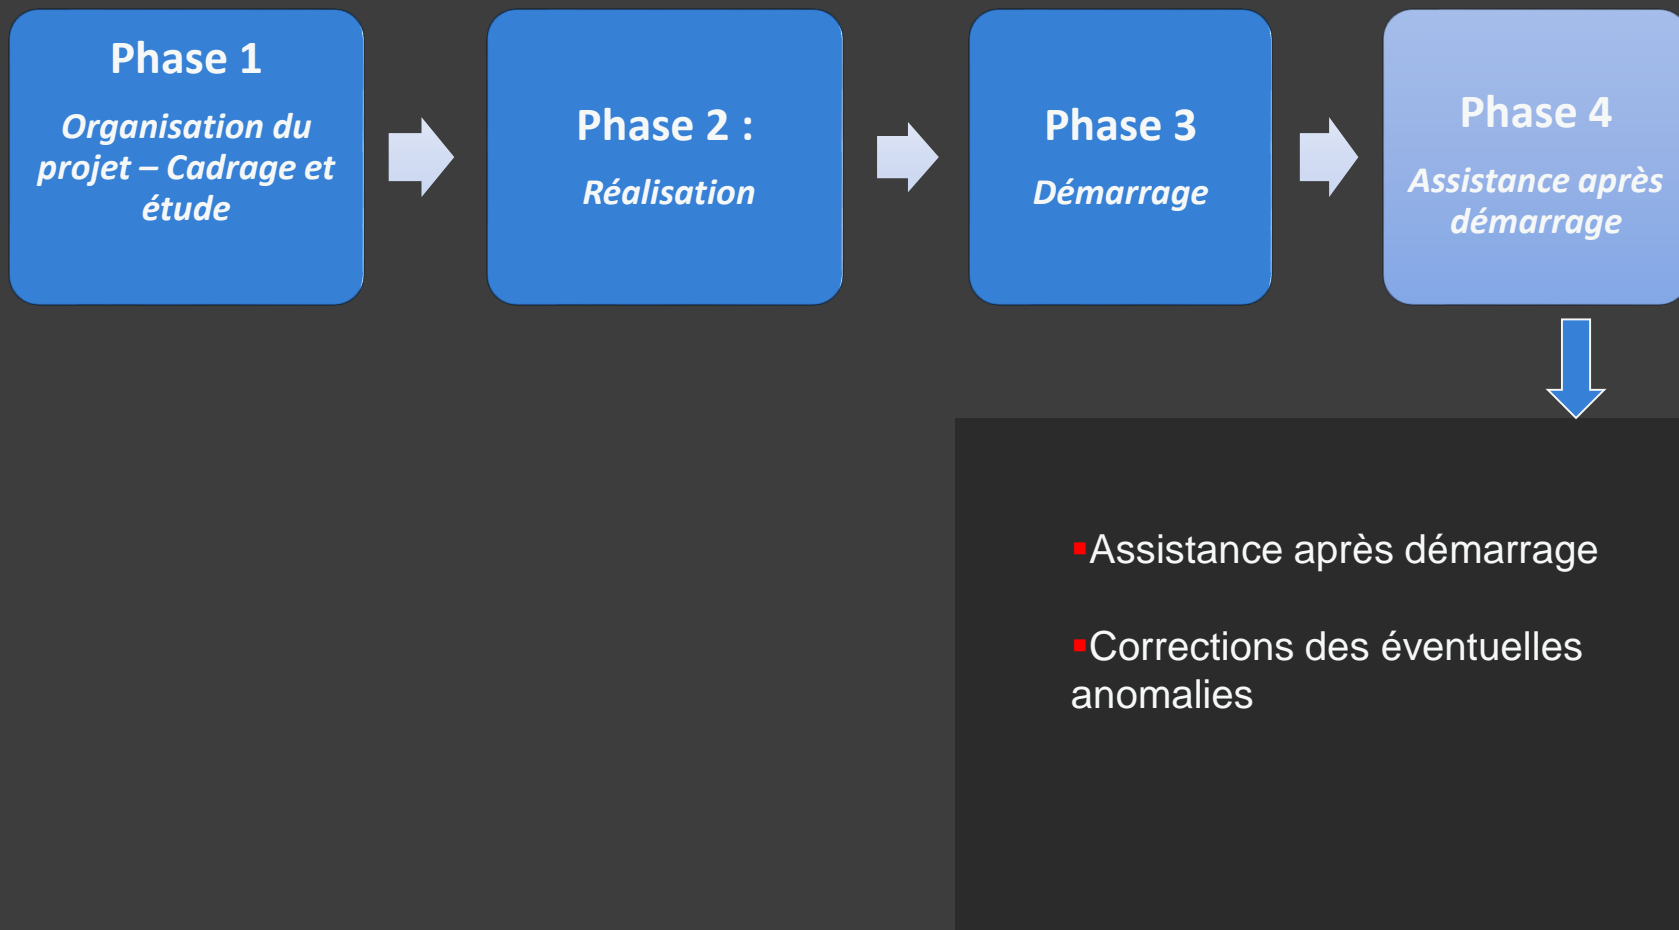 Phase 1
Organisation du
projet – Cadrage et
étude
Phase 2 :
Réalisation
Phase 3
Démarrage
Phase 4
Assistance après
démarrage
▪Assistance après démarrage
▪Corrections des éventuelles
anomalies